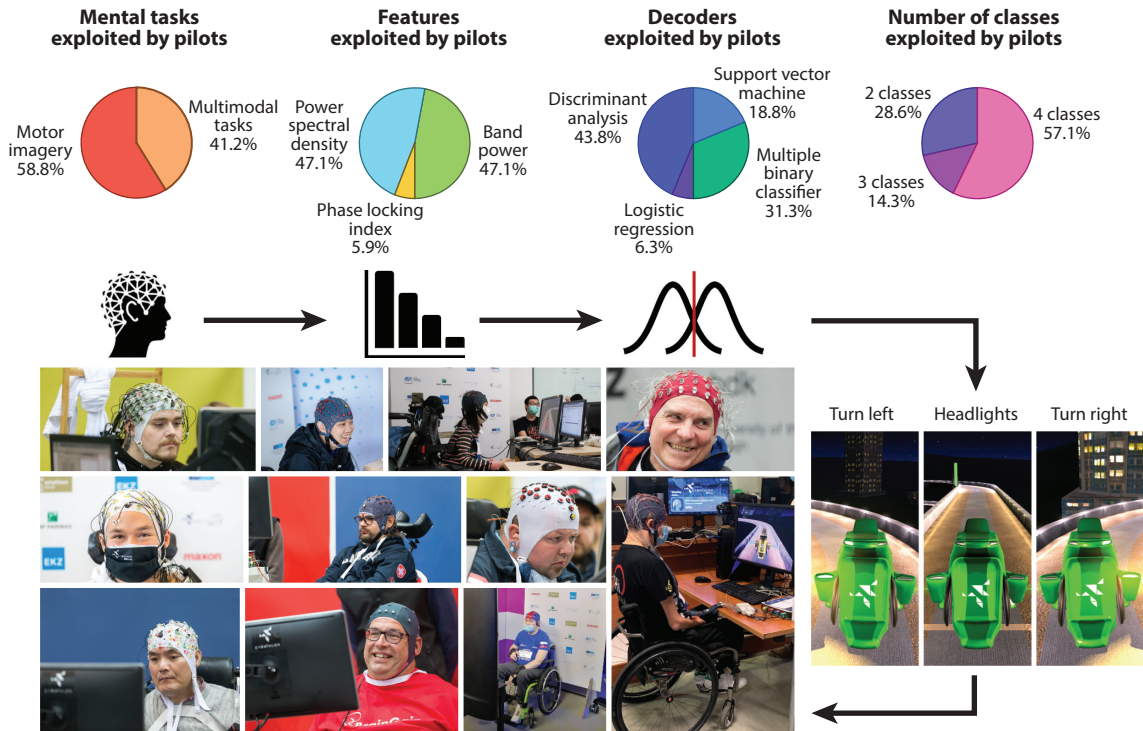 Mental tasks
exploited by pilots
Features
exploited by pilots
Decoders
exploited by pilots
Number of classes
exploited by pilots
Motor
imagery
58.8%
Multimodal
tasks
41.2%
Power
spectral
density
47.1%
Band
power
47.1%
Phase locking
index
5.9%
Discriminant
analysis
43.8%
Support vector
machine
18.8%
Multiple
binary
classifier
31.3%
Logistic
regression
6.3%
2 classes
28.6%
4 classes
57.1%
3 classes
14.3%
Turn left
Headlights
Turn right
EKZ
maxon
EKZ
CYBATHLON